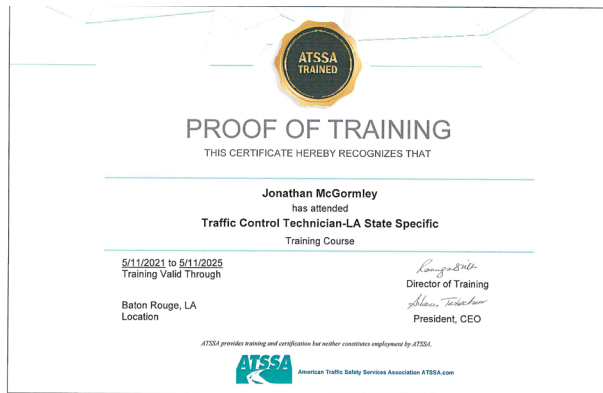 ATSSA
TRAINED
PROOF OF TRAINING
THIS CERTIFICATE HEREBY RECOGNIZES THAT
Jonathan McGormley
has attended
Traffic Control Technician-LA State Specific
Training Course
5/11/2021 to 5/11/2025
Training Valid Through
Director of Training
Baton Rouge, LA
Location
President, CEO
ATSSA provides training and certification but neither constitutes employment by ATSSA.
ATSSA
American Traffic Safety Services Association ATSSA.com